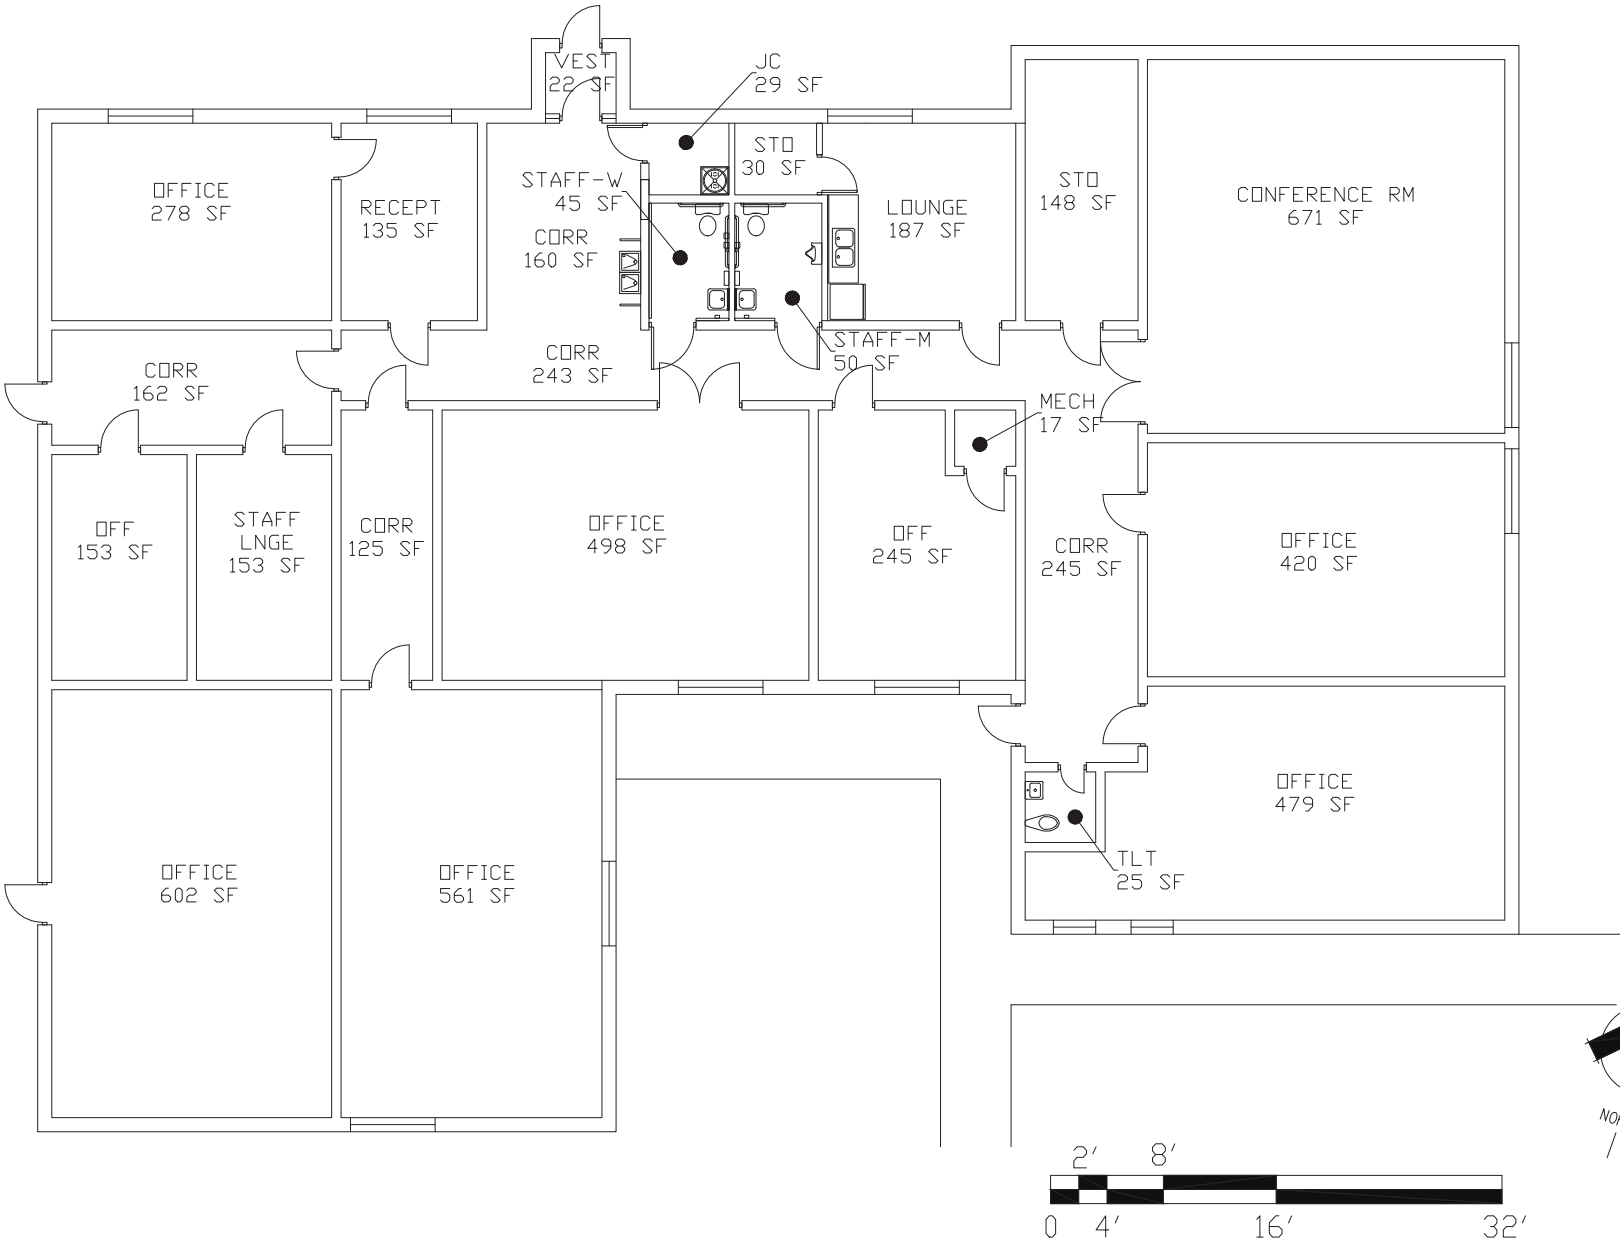 VEST
22 SF
JC
29 SF
STO
30 SF
OFFICE
278 SF
RECEPT
135 SF
STAFF-W
45 SF
CORR
160 SF
LOUNGE
187 SF
STO
148 SF
CONFERENCE RM
671 SF
CORR
162 SF
CORR
243 SF
STAFF-M
50 SF
MECH
17 SF
OFF
153 SF
STAFF
LNGE
153 SF
CORR
125 SF
OFFICE
498 SF
OFF
245 SF
CORR
245 SF
OFFICE
420 SF
OFFICE
479 SF
OFFICE
602 SF
OFFICE
561 SF
TLT
25 SF
2' 8'
0 4' 16' 32'